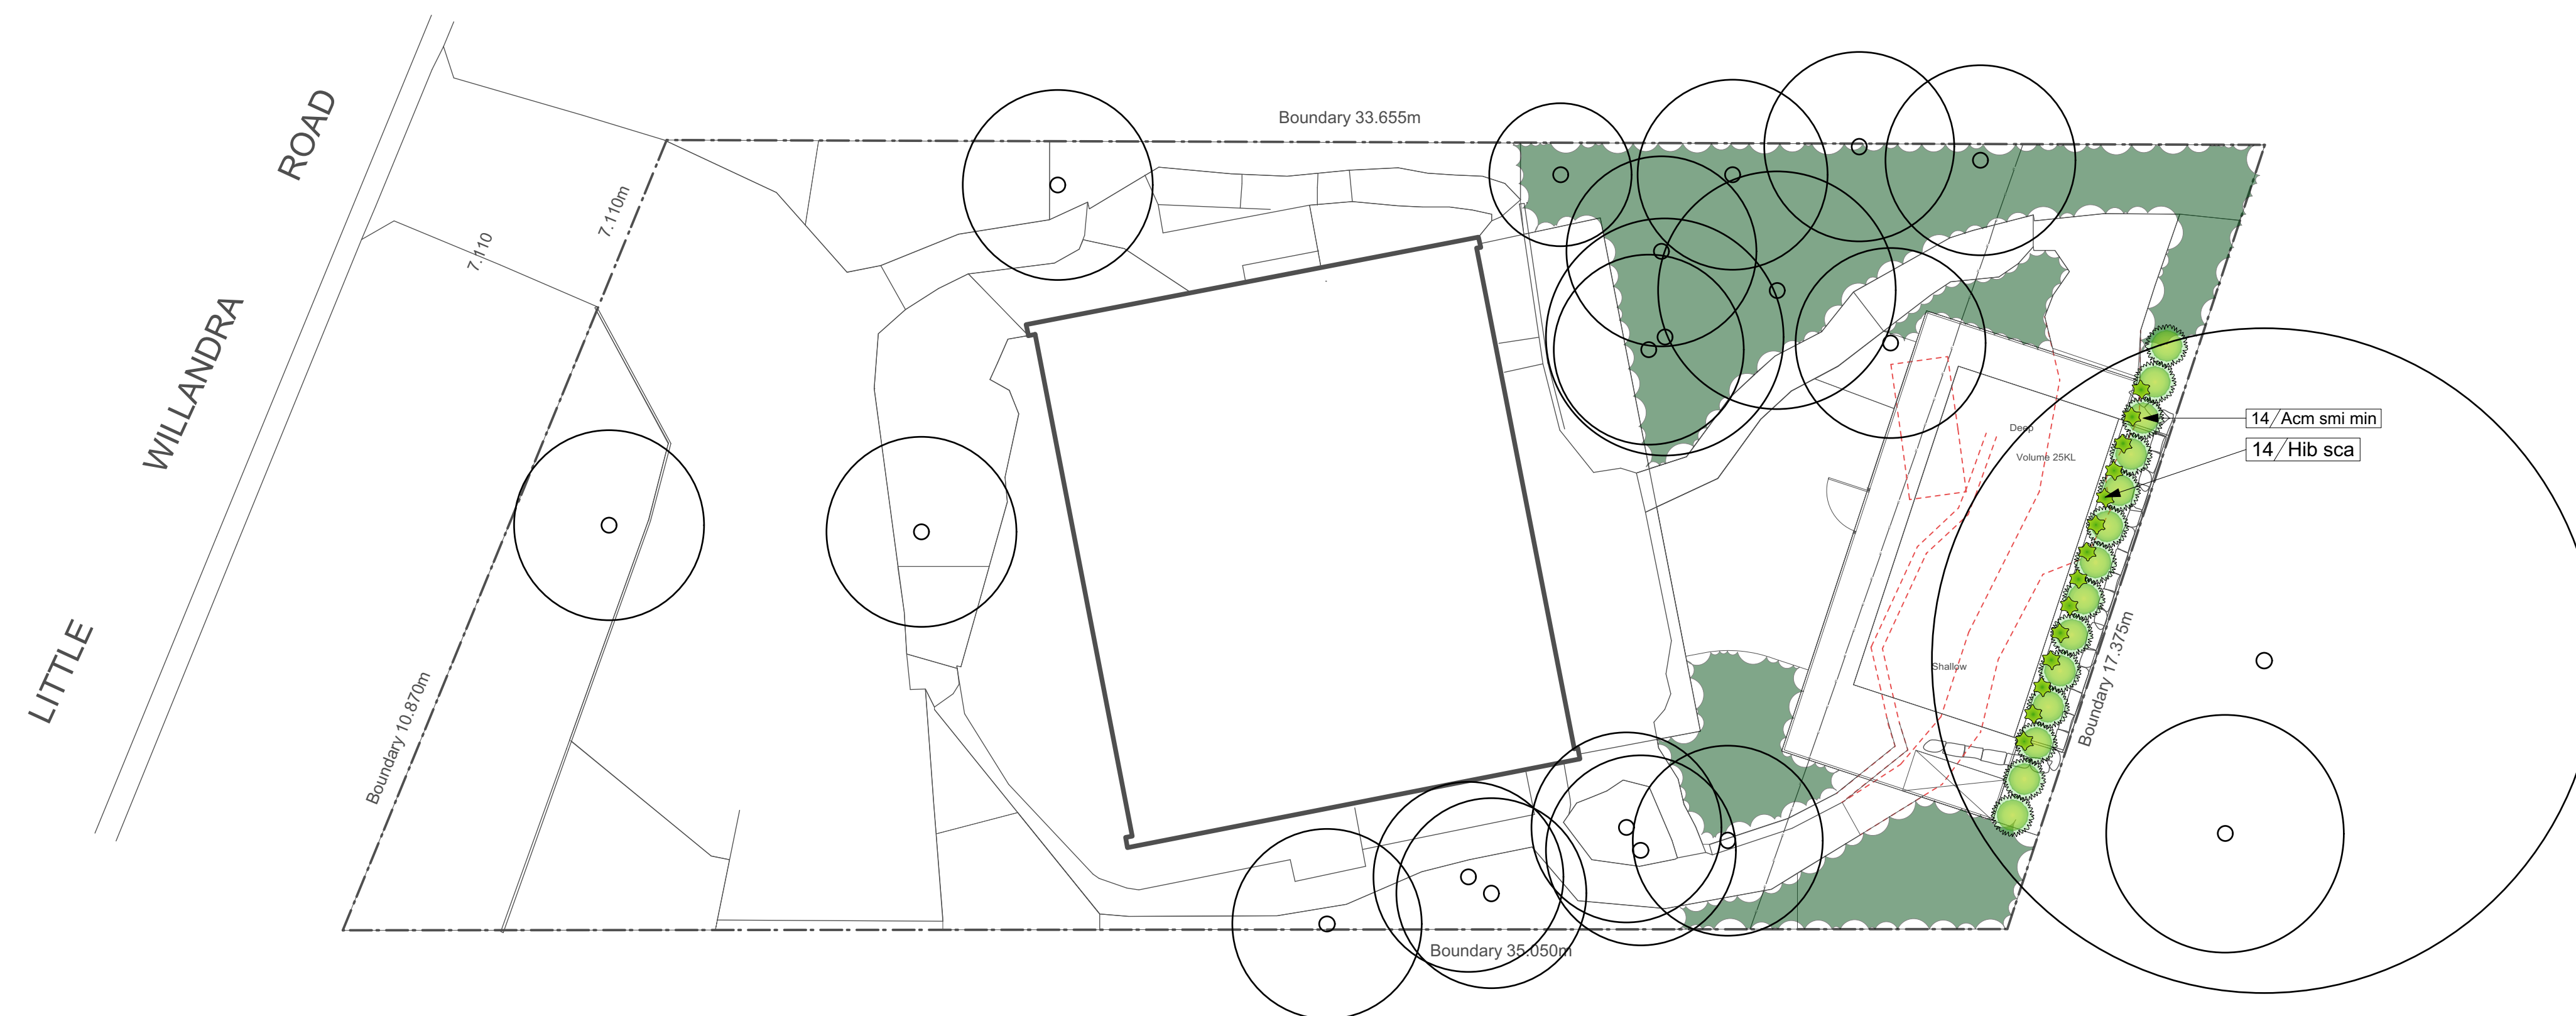 LITTLE WILLANDRA ROAD
Boundary 33.655m
7.110m
7.110
Boundary 10.870m
14/Acm smi min
14/Hib sca
Deep
Volume 25KL
Shallow
Boundary 17.375m
Boundary 35.050m